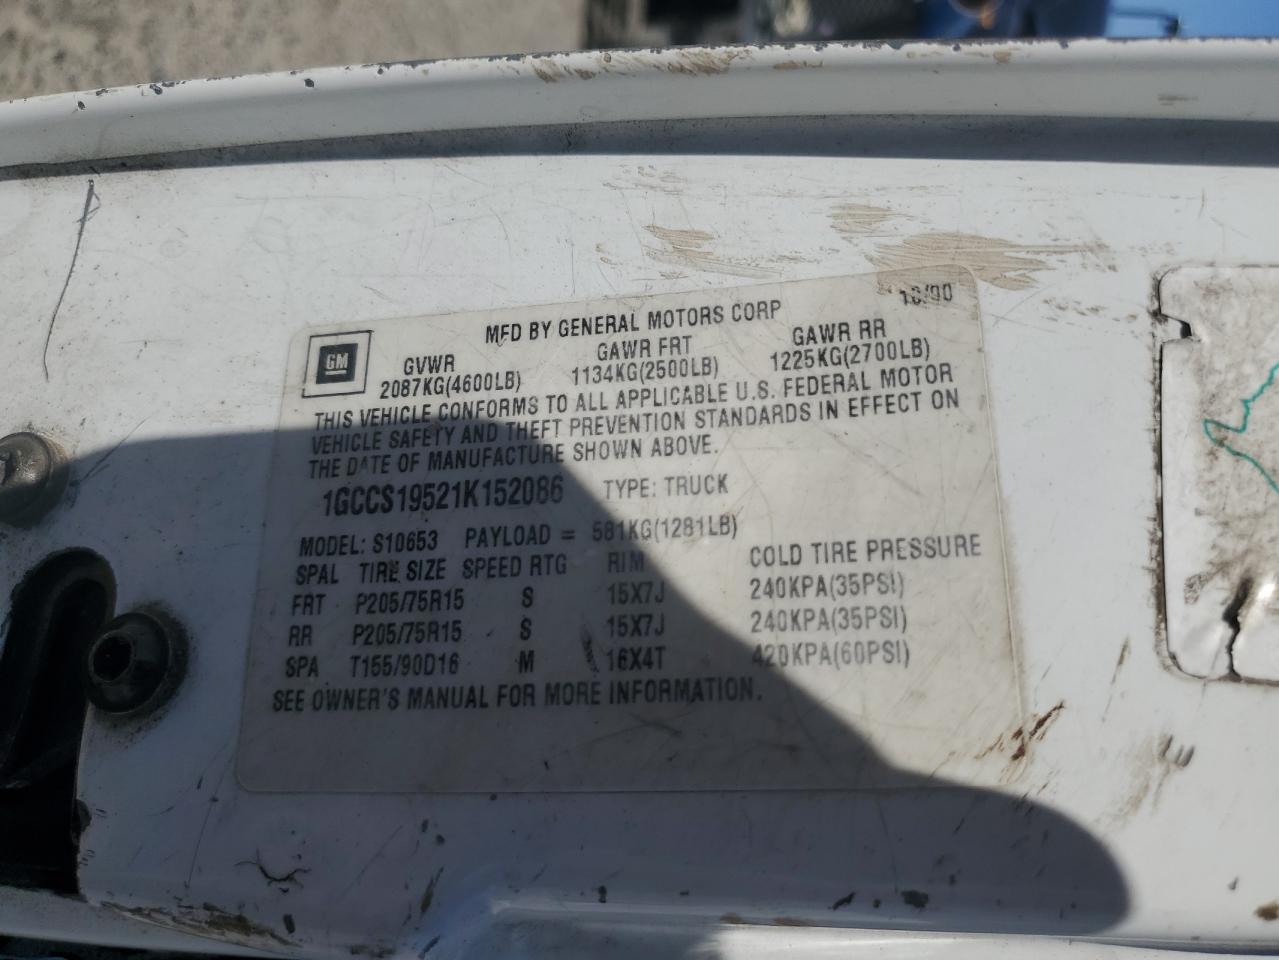 10/00
MFD BY GENERAL MOTORS CORP
GM GVWR GAWR FRT GAWR RR
2087KG(4600LB) 1134KG(2500LB) 1225KG(2700LB)
THIS VEHICLE CONFORMS TO ALL APPLICABLE U.S. FEDERAL MOTOR
VEHICLE SAFETY AND THEFT PREVENTION STANDARDS IN EFFECT ON
THE DATE OF MANUFACTURE SHOWN ABOVE.
1GCCS19521K152086 TYPE: TRUCK
MODEL: S10653 PAYLOAD = 581KG(1281LB)
SPAL TIRE SIZE SPEED RTG RIM COLD TIRE PRESSURE
FRT P205/75R15 S 15X7J 240KPA(35PSI)
RR P205/75R15 S 15X7J 240KPA(35PSI)
SPA T155/90D16 M 16X4T 420KPA(60PSI)
SEE OWNER'S MANUAL FOR MORE INFORMATION.